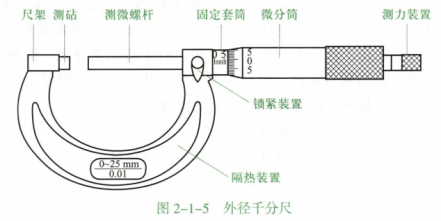 尺架 测砧 测微螺杆 固定套筒 微分筒 测力装置
0 5
5
0
5
锁紧装置
0~25 mm
0.01
隔热装置
图 2-1-5 外径千分尺